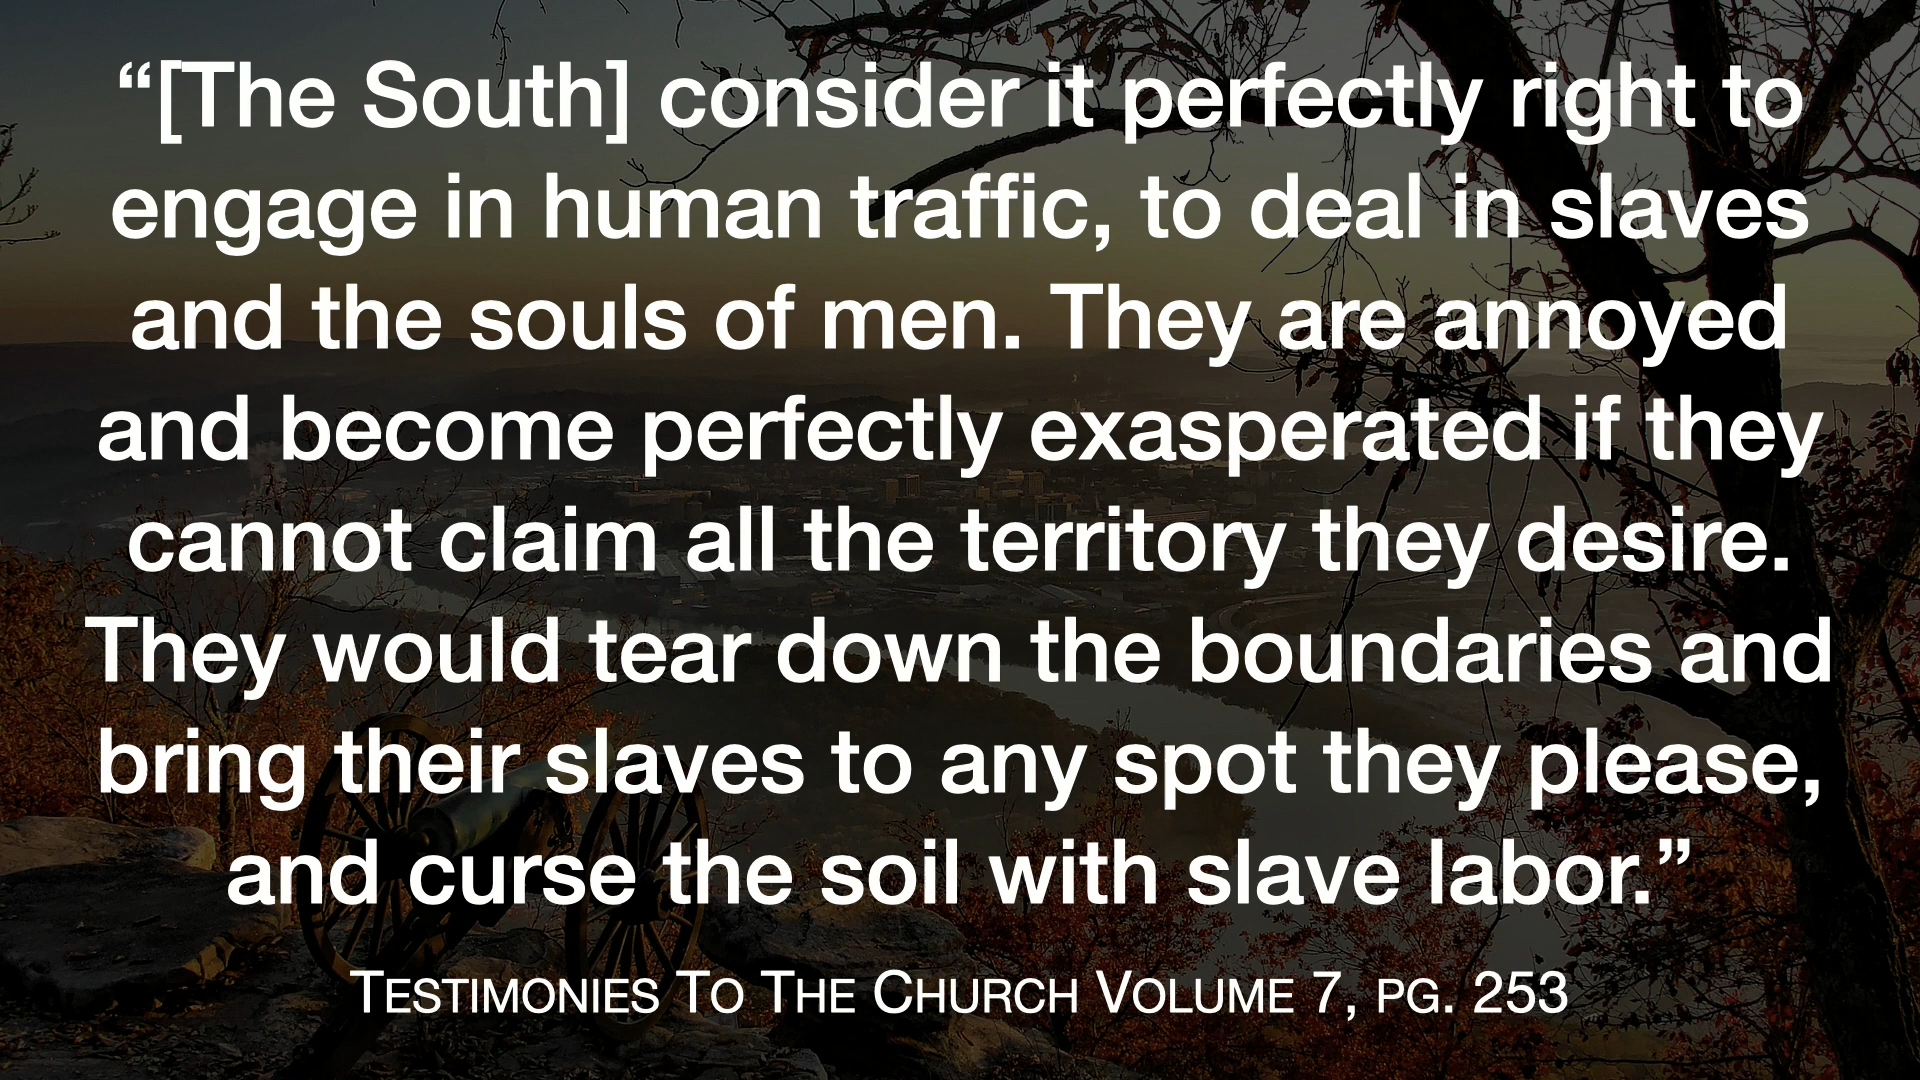 “[The South] consider it perfectly right to
engage in human traffic, to deal in slaves
and the souls of men. They are annoyed
and become perfectly exasperated if they
cannot claim all the territory they desire.
They would tear down the boundaries and
bring their slaves to any spot they please,
and curse the soil with slave labor.”
Testimonies To The Church Volume 7, pg. 253